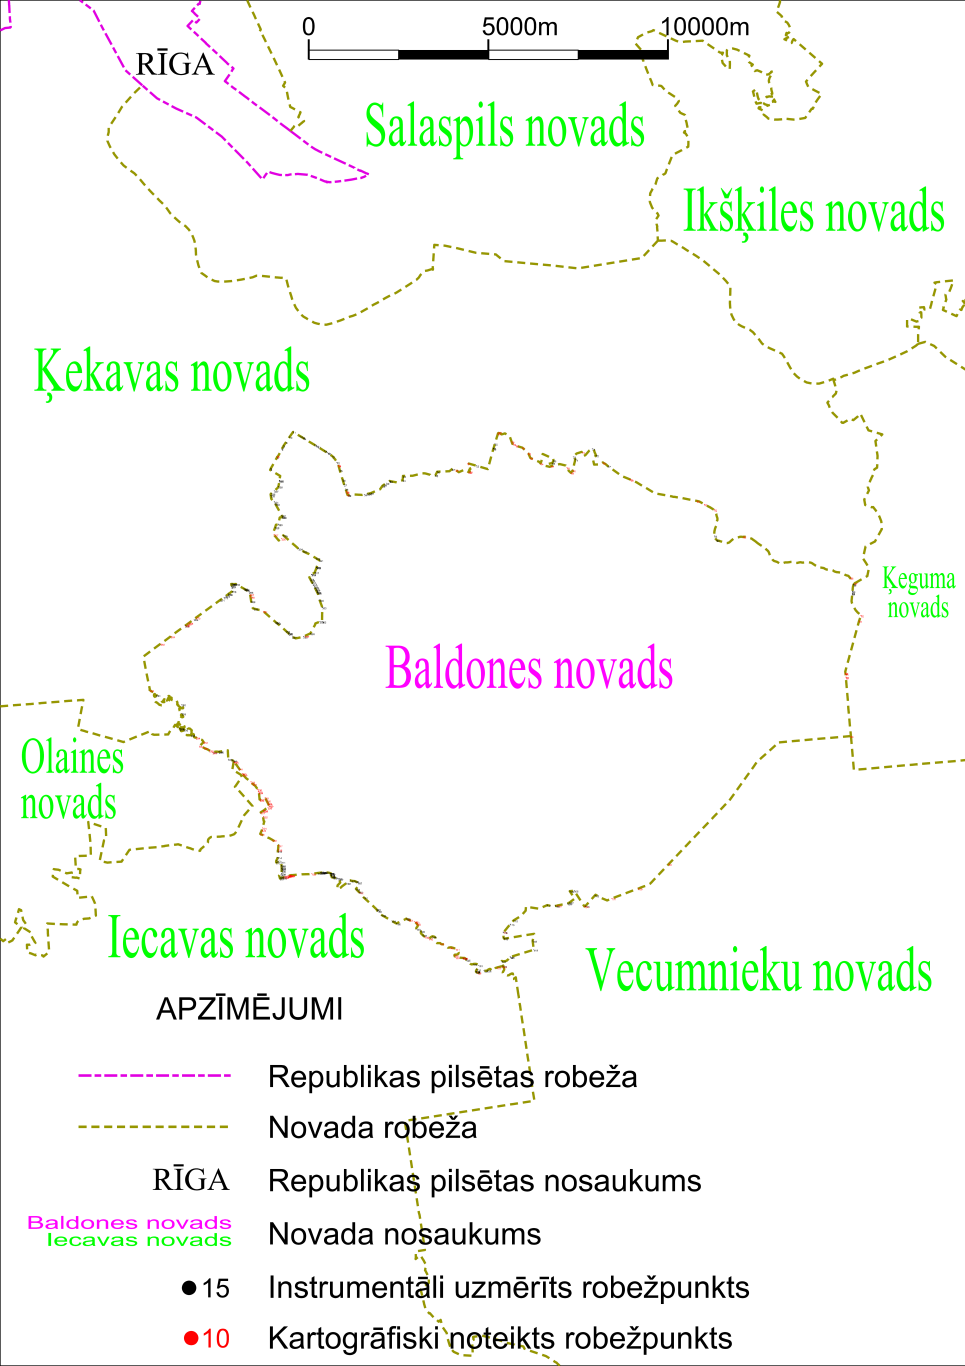 0 5000m 10000m
RĪGA
Salaspils novads
Ikšķiles novads
Ķekavas novads
Ķeguma
novads
Baldones novads
Olaines
novads
Iecavas novads
Vecumnieku novads
APZĪMĒJUMI
Republikas pilsētas robeža
Novada robeža
RĪGA Republikas pilsētas nosaukums
Baldones novads
Iecavas novads
Novada nosaukums
15 Instrumentāli uzmērīts robežpunkts
10 Kartogrāfiski noteikts robežpunkts